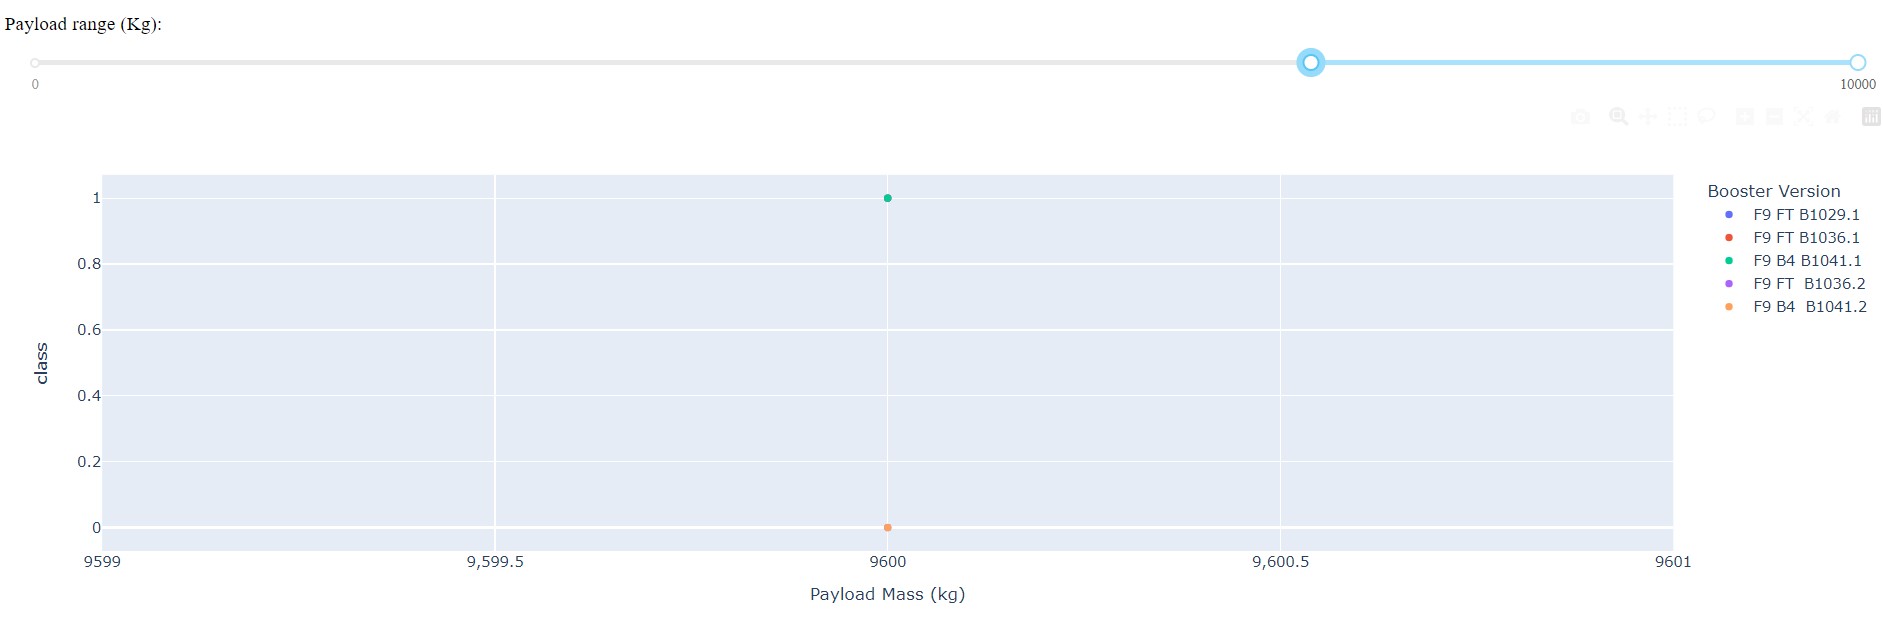 Payload range (Kg):
0
10000
1
0.8
0.6
0.4
0.2
0
class
9599
9,599.5
9600
9,600.5
9601
Payload Mass (kg)
Booster Version
F9 FT B1029.1
F9 FT B1036.1
F9 B4 B1041.1
F9 FT  B1036.2
F9 B4  B1041.2